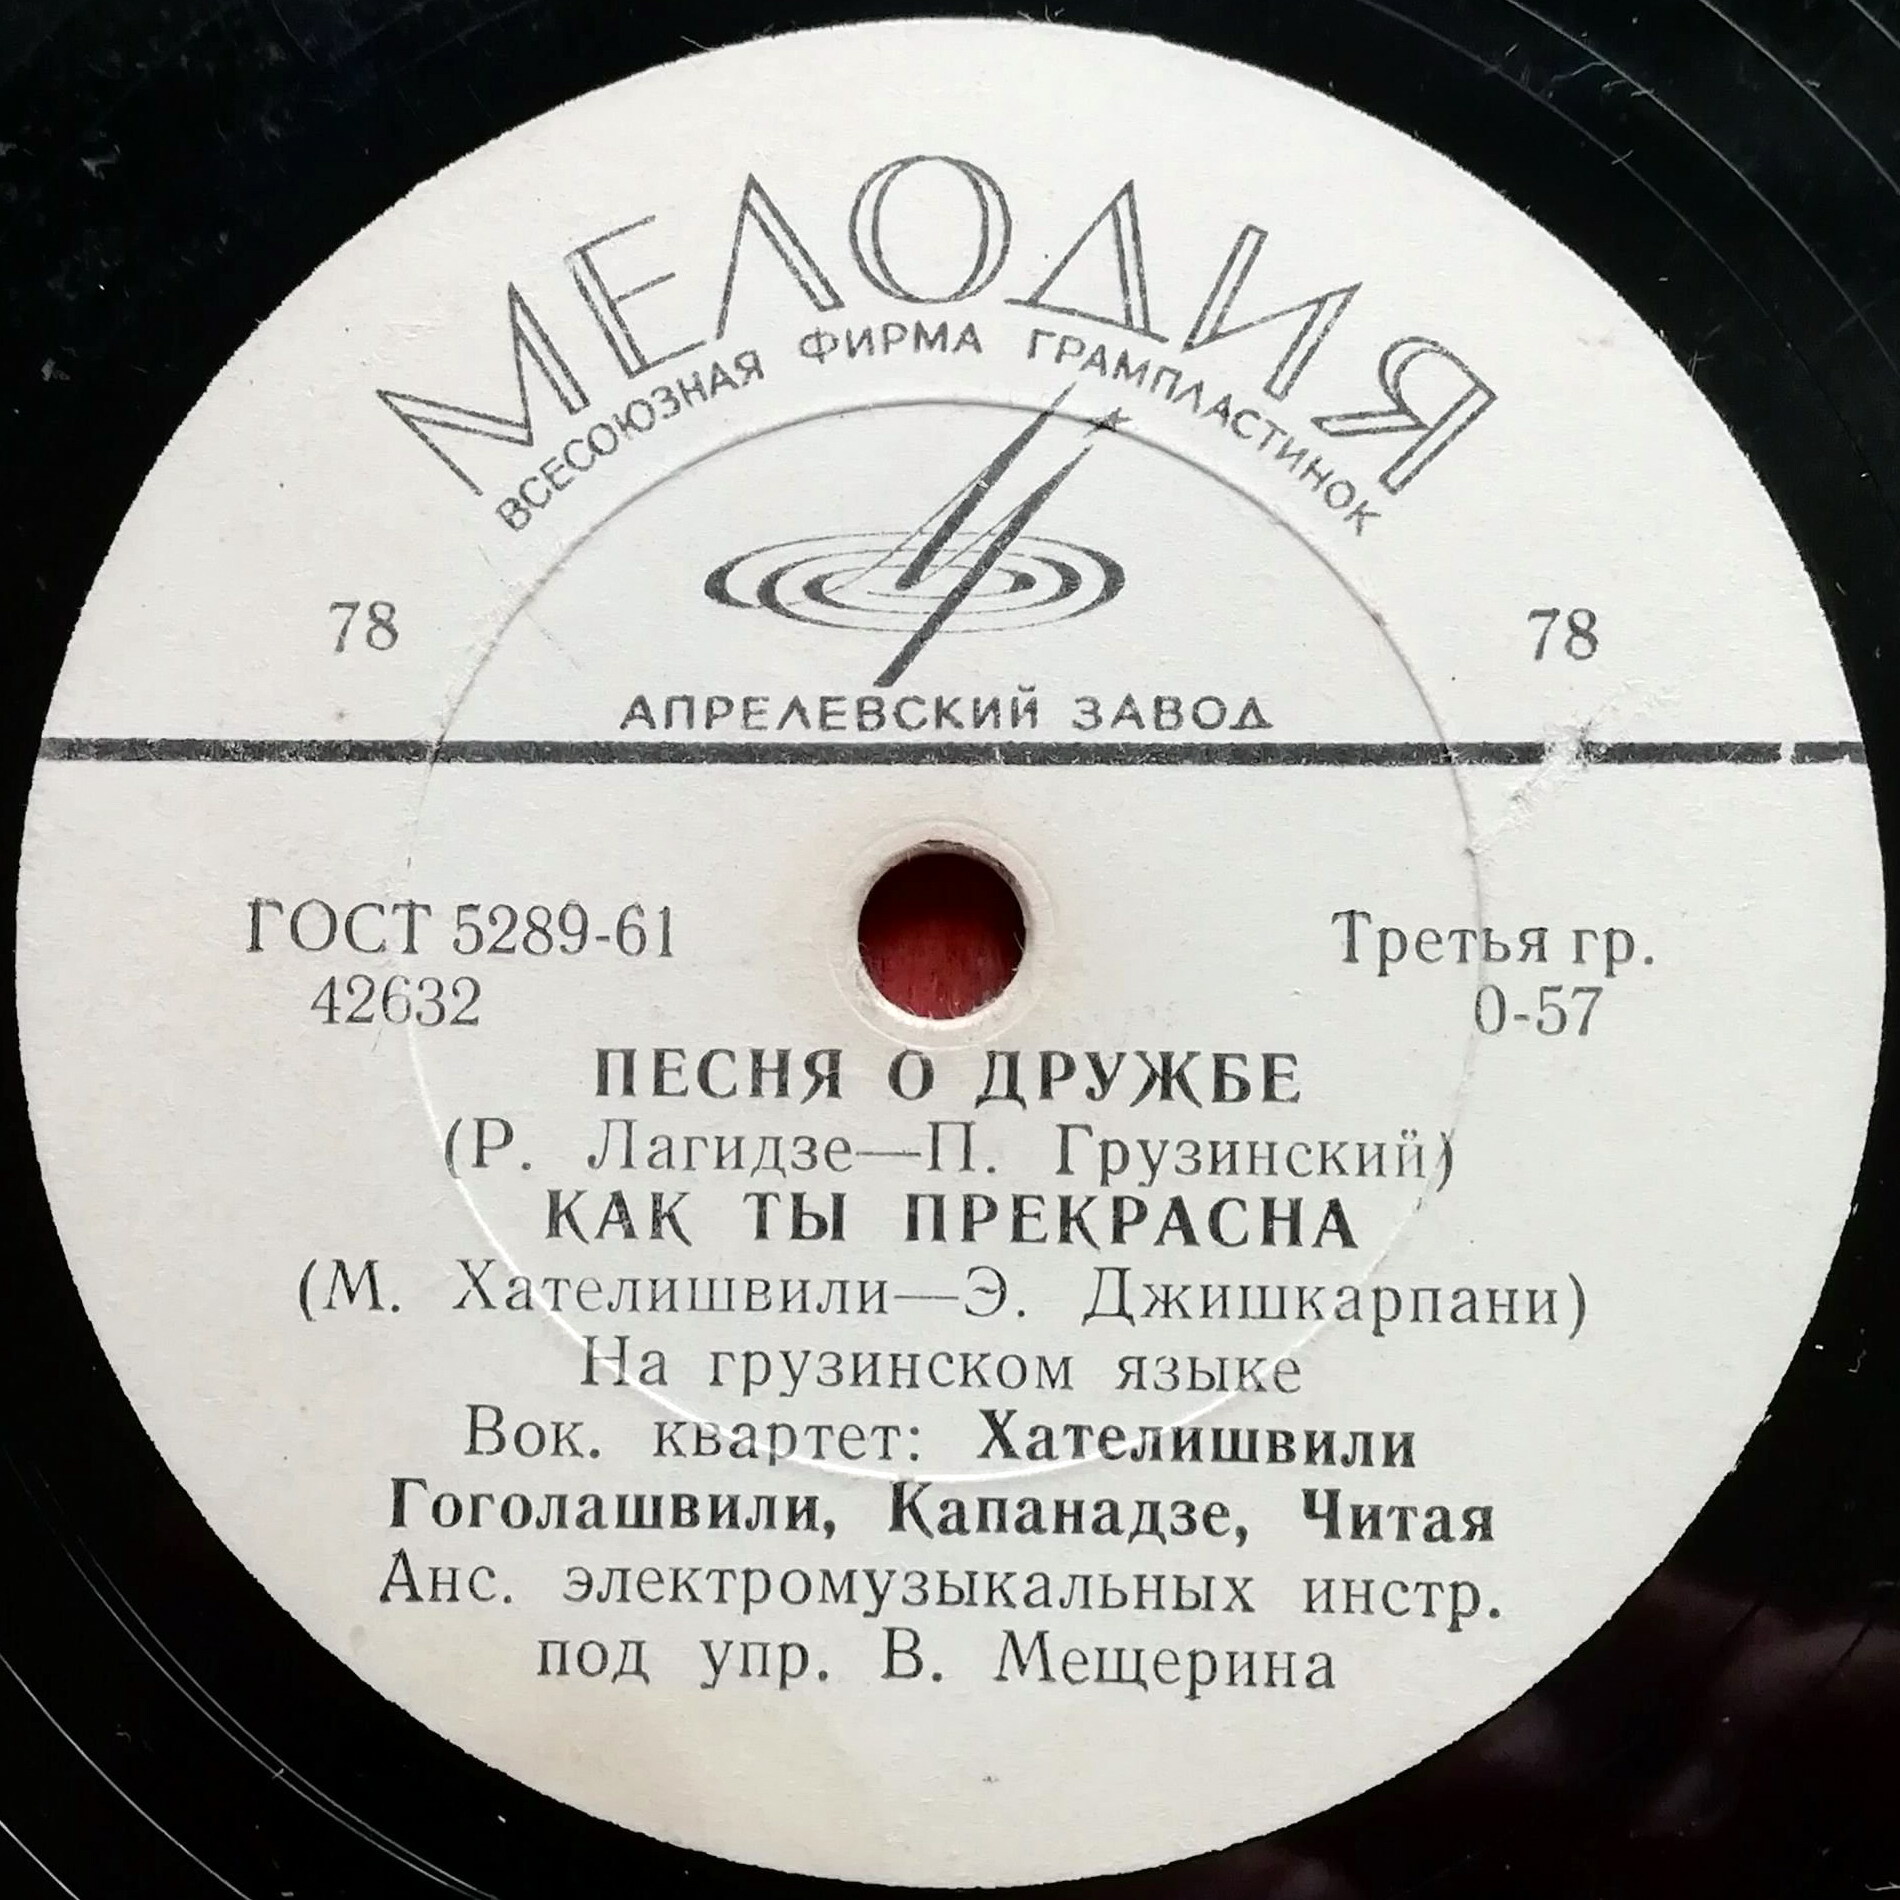 МЕЛОДИЯ
ВСЕСОЮЗНАЯ ФИРМА ГРАМПЛАСТИНОК
78 78
АПРЕЛЕВСКИЙ ЗАВОД
ГОСТ 5289-61 Третья гр.
42632 0-57
ПЕСНЯ О ДРУЖБЕ
(Р. Лагидзе—П. Грузинский)
КАК ТЫ ПРЕКРАСНА
(М. Хателишвили—Э. Джишкарпани)
На грузинском языке
Вок. квартет: Хателишвили
Гоголашвили, Капанадзе, Читая
Анс. электромузыкальных инстр.
под упр. В. Мещерина